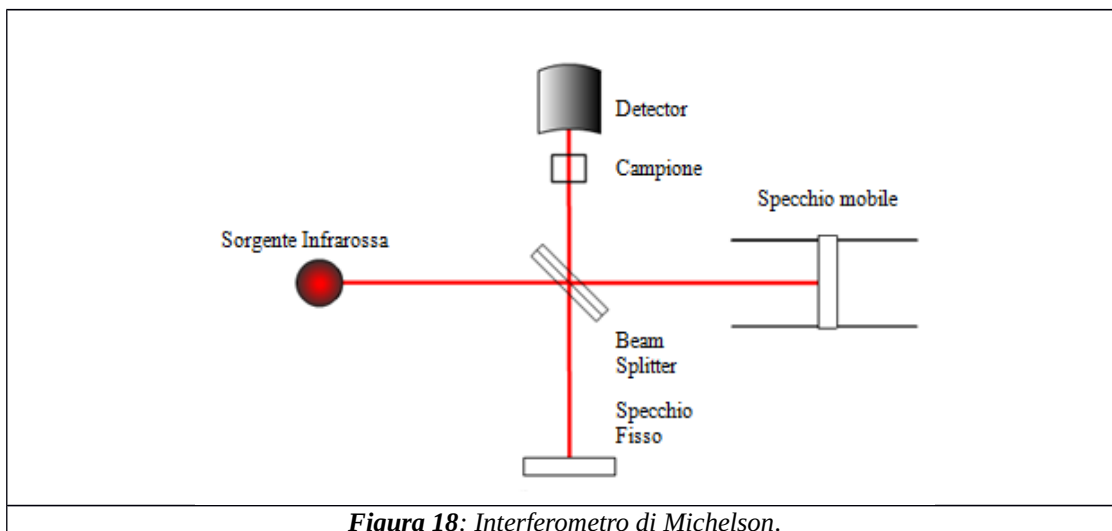 Detector
Campione
Specchio mobile
Sorgente Infrarossa
Beam
Splitter
Specchio
Fisso
Figura 18: Interferometro di Michelson.